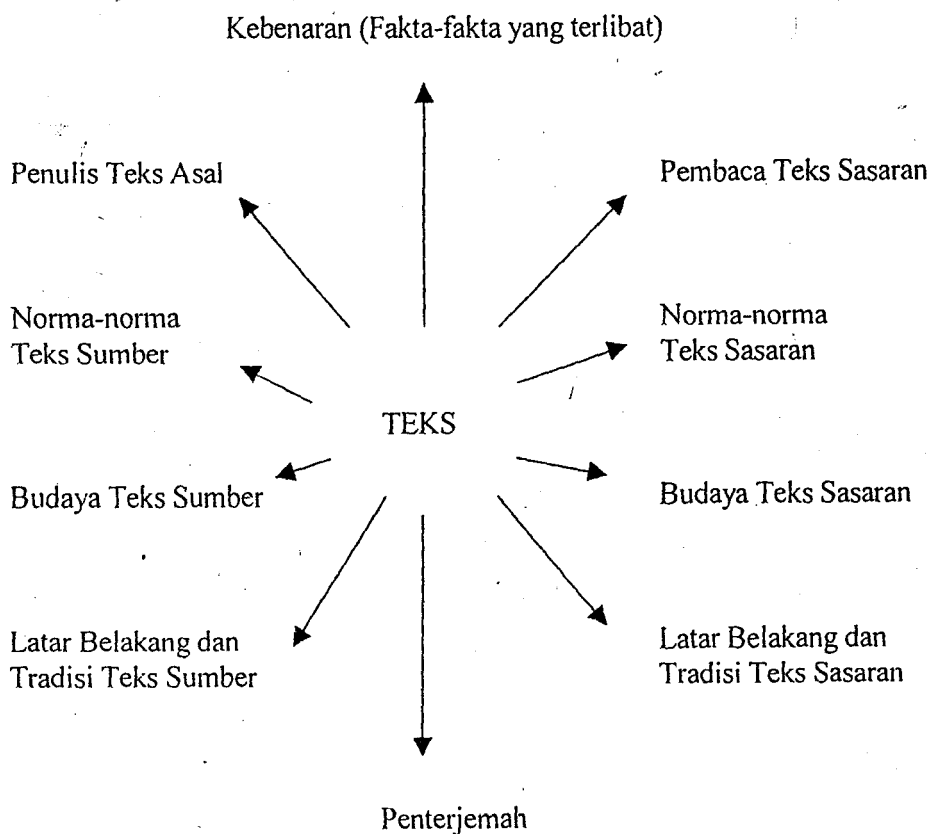 Kebenaran (Fakta-fakta yang terlibat)
Penulis Teks Asal
Pembaca Teks Sasaran
Norma-norma
Teks Sumber
Norma-norma
Teks Sasaran
TEKS
Budaya Teks Sumber
Budaya Teks Sasaran
Latar Belakang dan
Tradisi Teks Sumber
Latar Belakang dan
Tradisi Teks Sasaran
Penterjemah